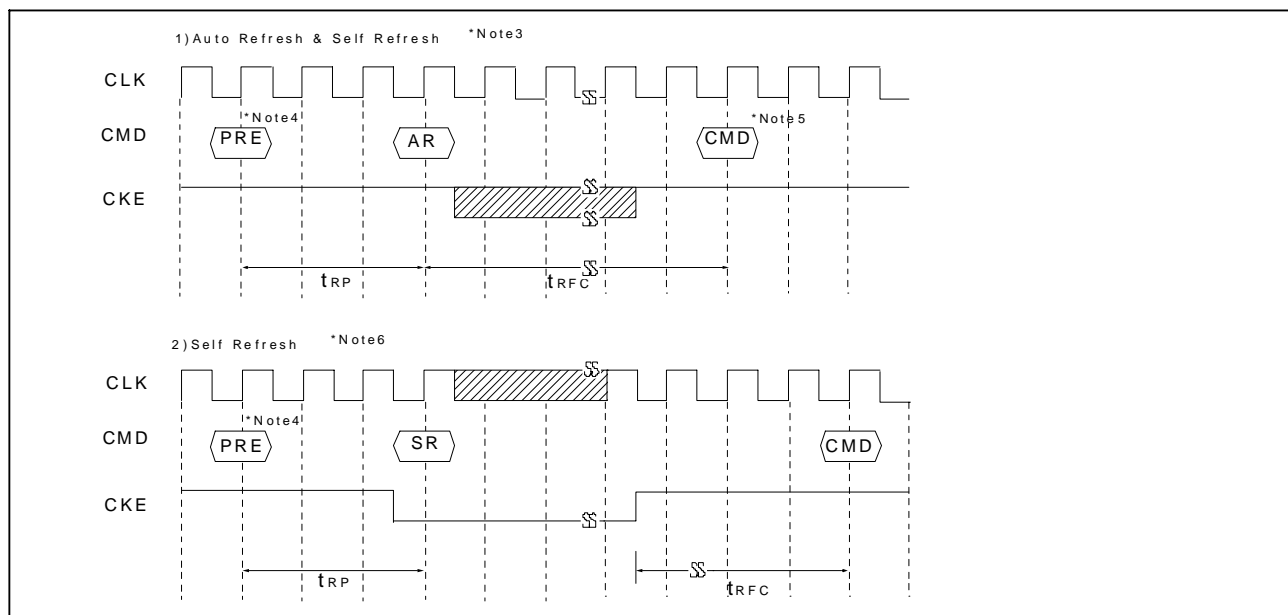 1)Auto Refresh & Self Refresh *Note3
CLK
*Note4 *Note5
CMD PRE AR CMD
CKE
tRP tRFC
2)Self Refresh *Note6
CLK
*Note4
CMD PRE SR CMD
CKE
tRP tRFC